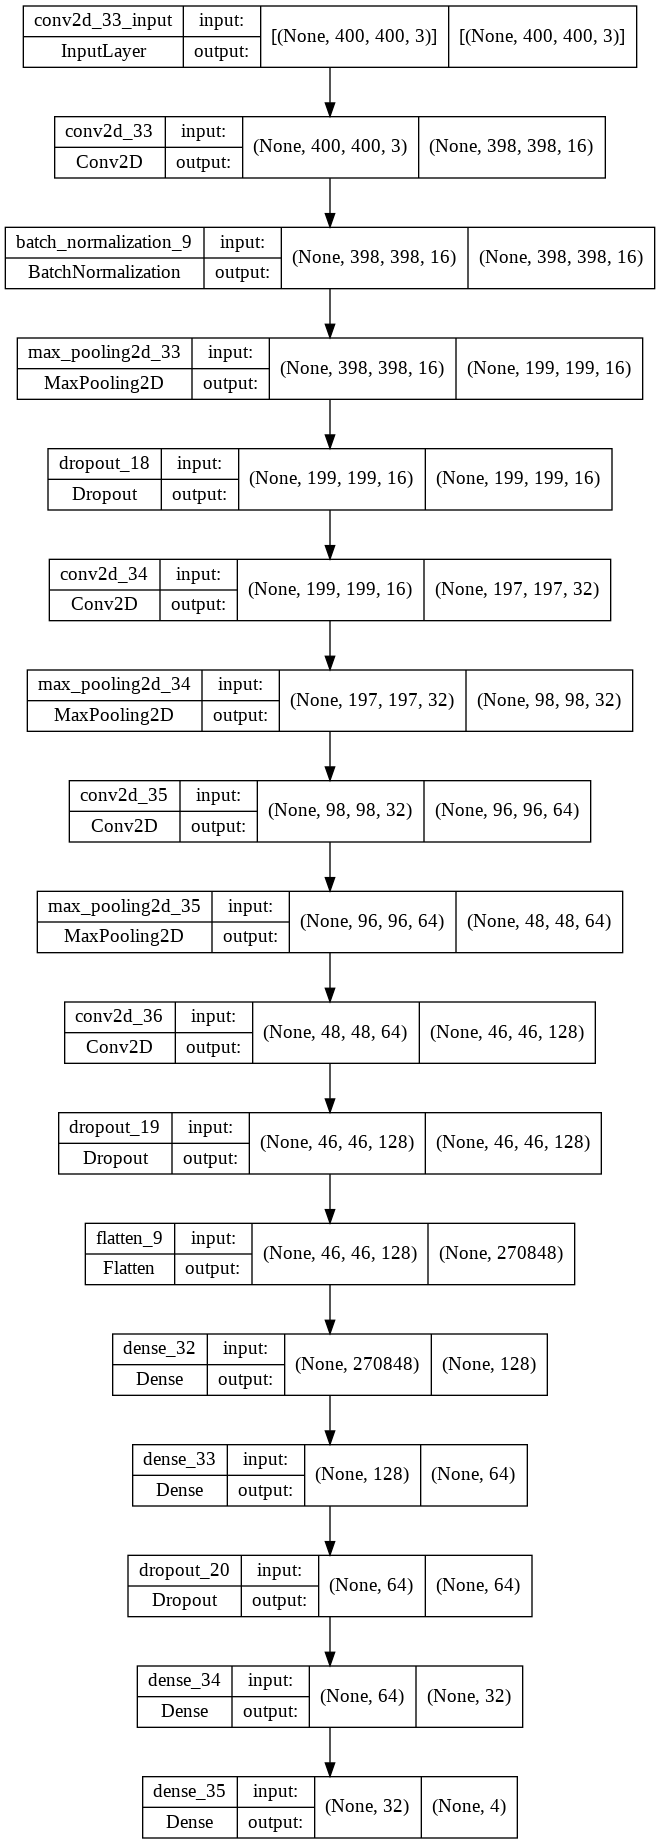 conv2d_33_input input: [(None, 400, 400, 3)] [(None, 400, 400, 3)]
InputLayer output:
conv2d_33 input: (None, 400, 400, 3) (None, 398, 398, 16)
Conv2D output:
batch_normalization_9 input: (None, 398, 398, 16) (None, 398, 398, 16)
BatchNormalization output:
max_pooling2d_33 input: (None, 398, 398, 16) (None, 199, 199, 16)
MaxPooling2D output:
dropout_18 input: (None, 199, 199, 16) (None, 199, 199, 16)
Dropout output:
conv2d_34 input: (None, 199, 199, 16) (None, 197, 197, 32)
Conv2D output:
max_pooling2d_34 input: (None, 197, 197, 32) (None, 98, 98, 32)
MaxPooling2D output:
conv2d_35 input: (None, 98, 98, 32) (None, 96, 96, 64)
Conv2D output:
max_pooling2d_35 input: (None, 96, 96, 64) (None, 48, 48, 64)
MaxPooling2D output:
conv2d_36 input: (None, 48, 48, 64) (None, 46, 46, 128)
Conv2D output:
dropout_19 input: (None, 46, 46, 128) (None, 46, 46, 128)
Dropout output:
flatten_9 input: (None, 46, 46, 128) (None, 270848)
Flatten output:
dense_32 input: (None, 270848) (None, 128)
Dense output:
dense_33 input: (None, 128) (None, 64)
Dense output:
dropout_20 input: (None, 64) (None, 64)
Dropout output:
dense_34 input: (None, 64) (None, 32)
Dense output:
dense_35 input: (None, 32) (None, 4)
Dense output: